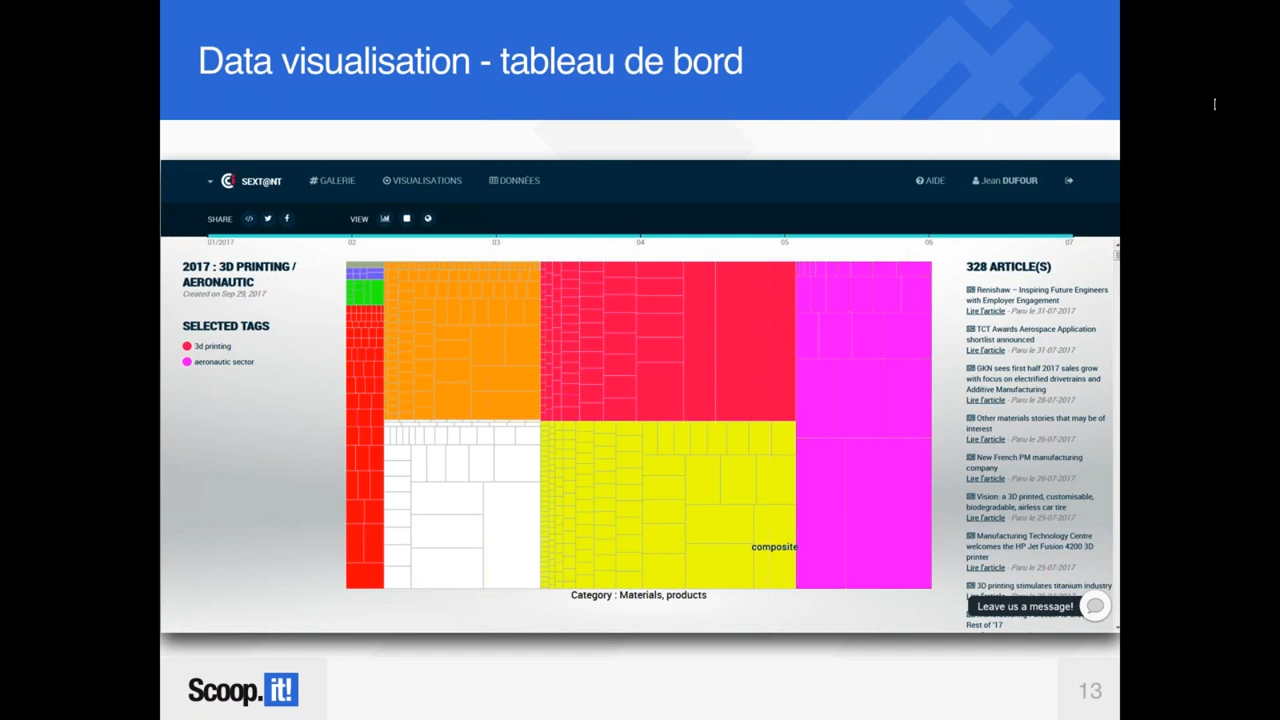 Data visualisation - tableau de bord
SEXT@NT
GALERIE
VISUALISATIONS
DONNÉES
AIDE
Jean DUFOUR
SHARE
VIEW
01/2017 02 03 04 05 06 07
2017 : 3D PRINTING /
AERONAUTIC
Created on Sep 29, 2017
SELECTED TAGS
3d printing
aeronautic sector
composite
Category : Materials, products
328 ARTICLE(S)
Renishaw – Inspiring Future Engineers
with Employer Engagement
Lire l'article - Paru le 31-07-2017
TCT Awards Aerospace Application
shortlist announced
Lire l'article - Paru le 31-07-2017
GKN sees first half 2017 sales grow
with focus on electrified drivetrains and
Additive Manufacturing
Lire l'article - Paru le 28-07-2017
Other materials stories that may be of
interest
Lire l'article - Paru le 26-07-2017
New French PM manufacturing
company
Lire l'article - Paru le 26-07-2017
Vision: a 3D printed, customisable,
biodegradable, airless car tire
Lire l'article - Paru le 25-07-2017
Manufacturing Technology Centre
welcomes the HP Jet Fusion 4200 3D
printer
Lire l'article - Paru le 25-07-2017
3D printing stimulates titanium industry
Leave us a message!
Rest of '17
Scoop.it!
13